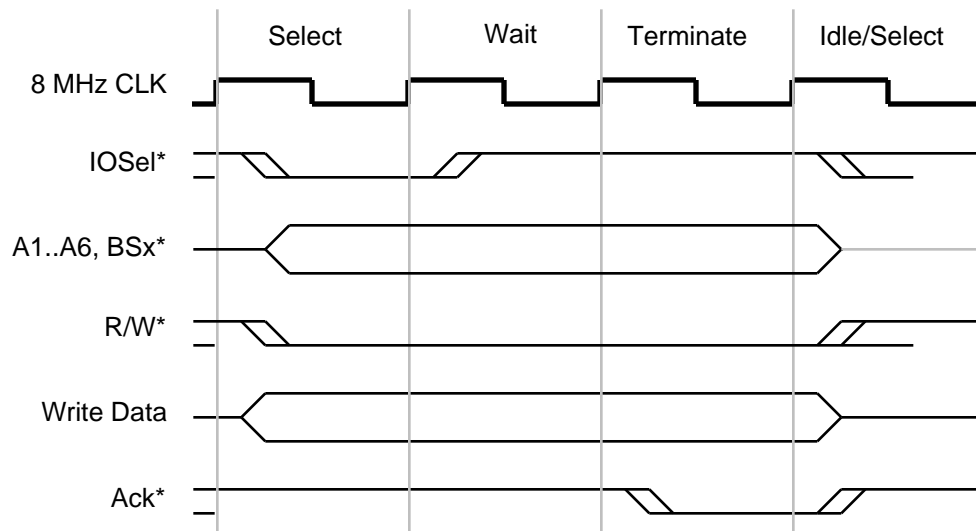 Select Wait Terminate Idle/Select
8 MHz CLK
IOSel*
A1..A6, BSx*
R/W*
Write Data
Ack*